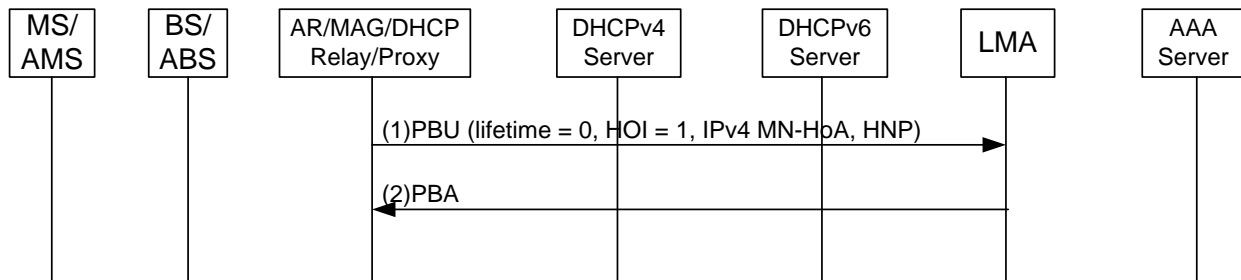 MS/
AMS
BS/
ABS
AR/MAG/DHCP
Relay/Proxy
DHCPv4
Server
DHCPv6
Server
LMA
AAA
Server
(1)PBU (lifetime = 0, HOI = 1, IPv4 MN-HoA, HNP)
(2)PBA